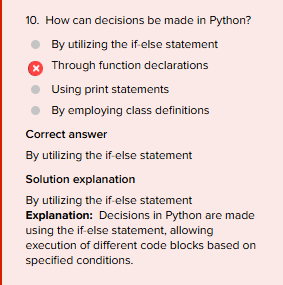 10. How can decisions be made in Python?
By utilizing the if-else statement
Through function declarations
Using print statements
By employing class definitions
Correct answer
By utilizing the if-else statement
Solution explanation
By utilizing the if-else statement
Explanation: Decisions in Python are made
using the if-else statement, allowing
execution of different code blocks based on
specified conditions.